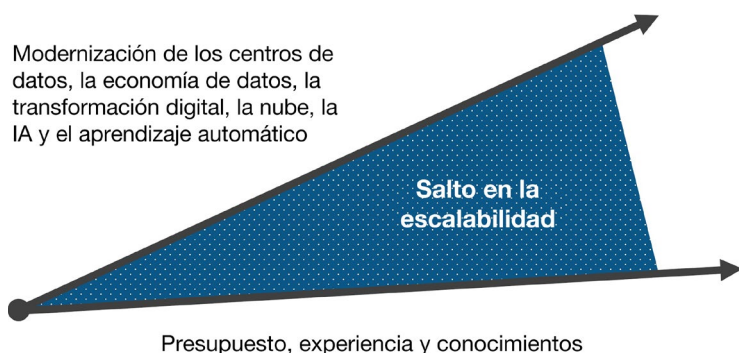 Modernización de los centros de
datos, la economía de datos, la
transformación digital, la nube, la
IA y el aprendizaje automático
Salto en la
escalabilidad
Presupuesto, experiencia y conocimientos